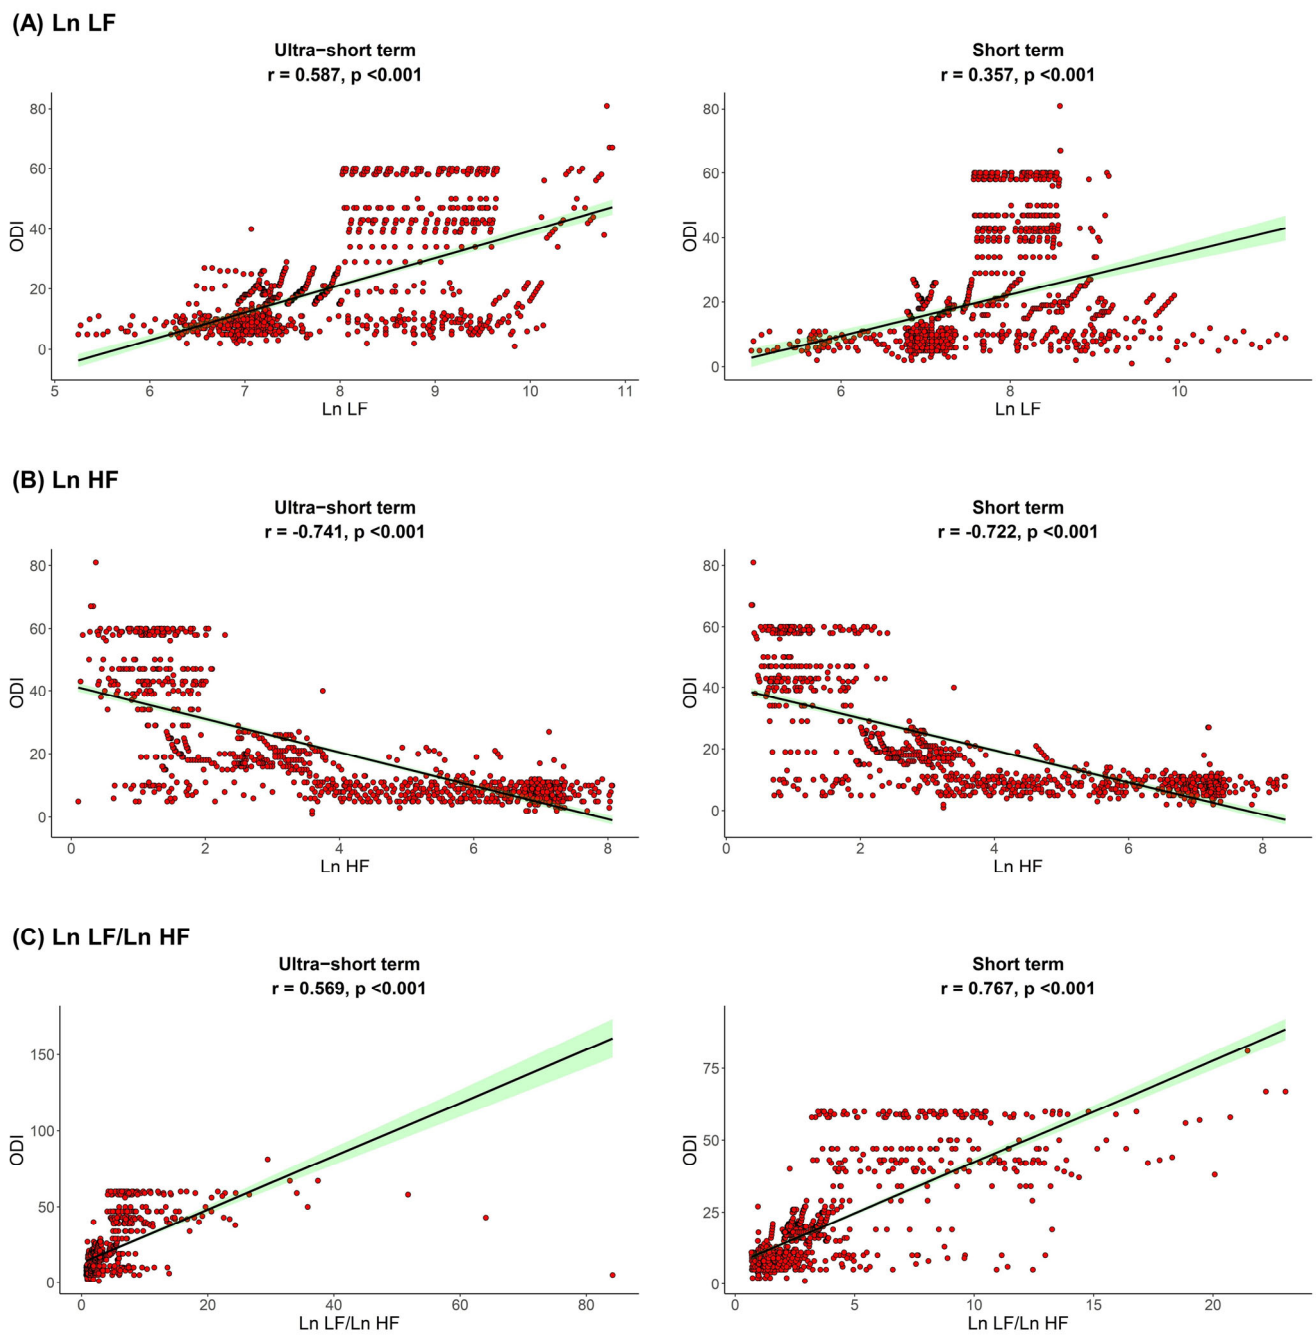 (A) Ln LF
Ultra−short term
r = 0.587, p <0.001
80
60
40
20
0
ODI
5 6 7 8 9 10 11
Ln LF
Short term
r = 0.357, p <0.001
80
60
40
20
0
ODI
6 8 10
Ln LF
(B) Ln HF
Ultra−short term
r = -0.741, p <0.001
80
60
40
20
0
ODI
0 2 4 6 8
Ln HF
Short term
r = -0.722, p <0.001
80
60
40
20
0
ODI
0 2 4 6 8
Ln HF
(C) Ln LF/Ln HF
Ultra−short term
r = 0.569, p <0.001
150
100
50
0
ODI
0 20 40 60 80
Ln LF/Ln HF
Short term
r = 0.767, p <0.001
75
50
25
0
ODI
0 5 10 15 20
Ln LF/Ln HF